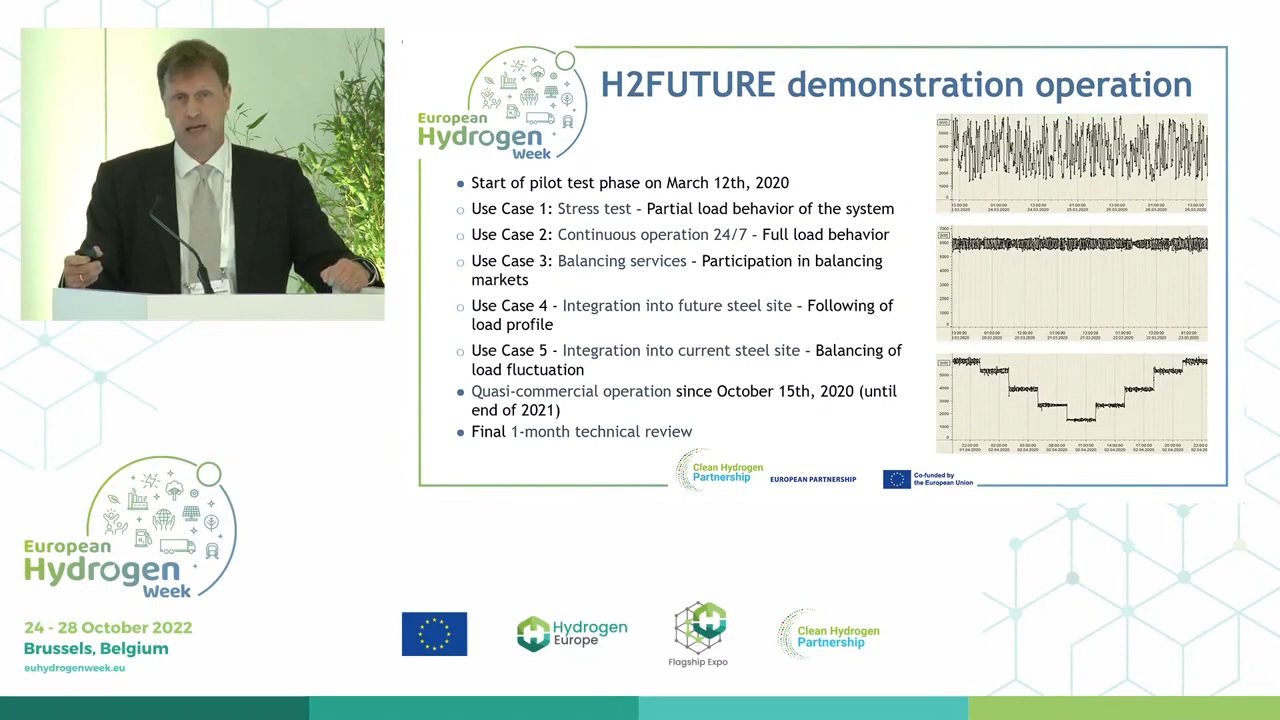 H2FUTURE demonstration operation
European
Hydrogen
Week
Start of pilot test phase on March 12th, 2020
Use Case 1: Stress test - Partial load behavior of the system
Use Case 2: Continuous operation 24/7 - Full load behavior
Use Case 3: Balancing services - Participation in balancing
markets
Use Case 4 - Integration into future steel site - Following of
load profile
Use Case 5 - Integration into current steel site - Balancing of
load fluctuation
Quasi-commercial operation since October 15th, 2020 (until
end of 2021)
Final 1-month technical review
Clean Hydrogen
Partnership
EUROPEAN PARTNERSHIP
Co-funded by
the European Union
European
Hydrogen
Week
24 - 28 October 2022
Brussels, Belgium
euhydrogenweek.eu
Hydrogen
Europe
Flagship Expo
Clean Hydrogen
Partnership